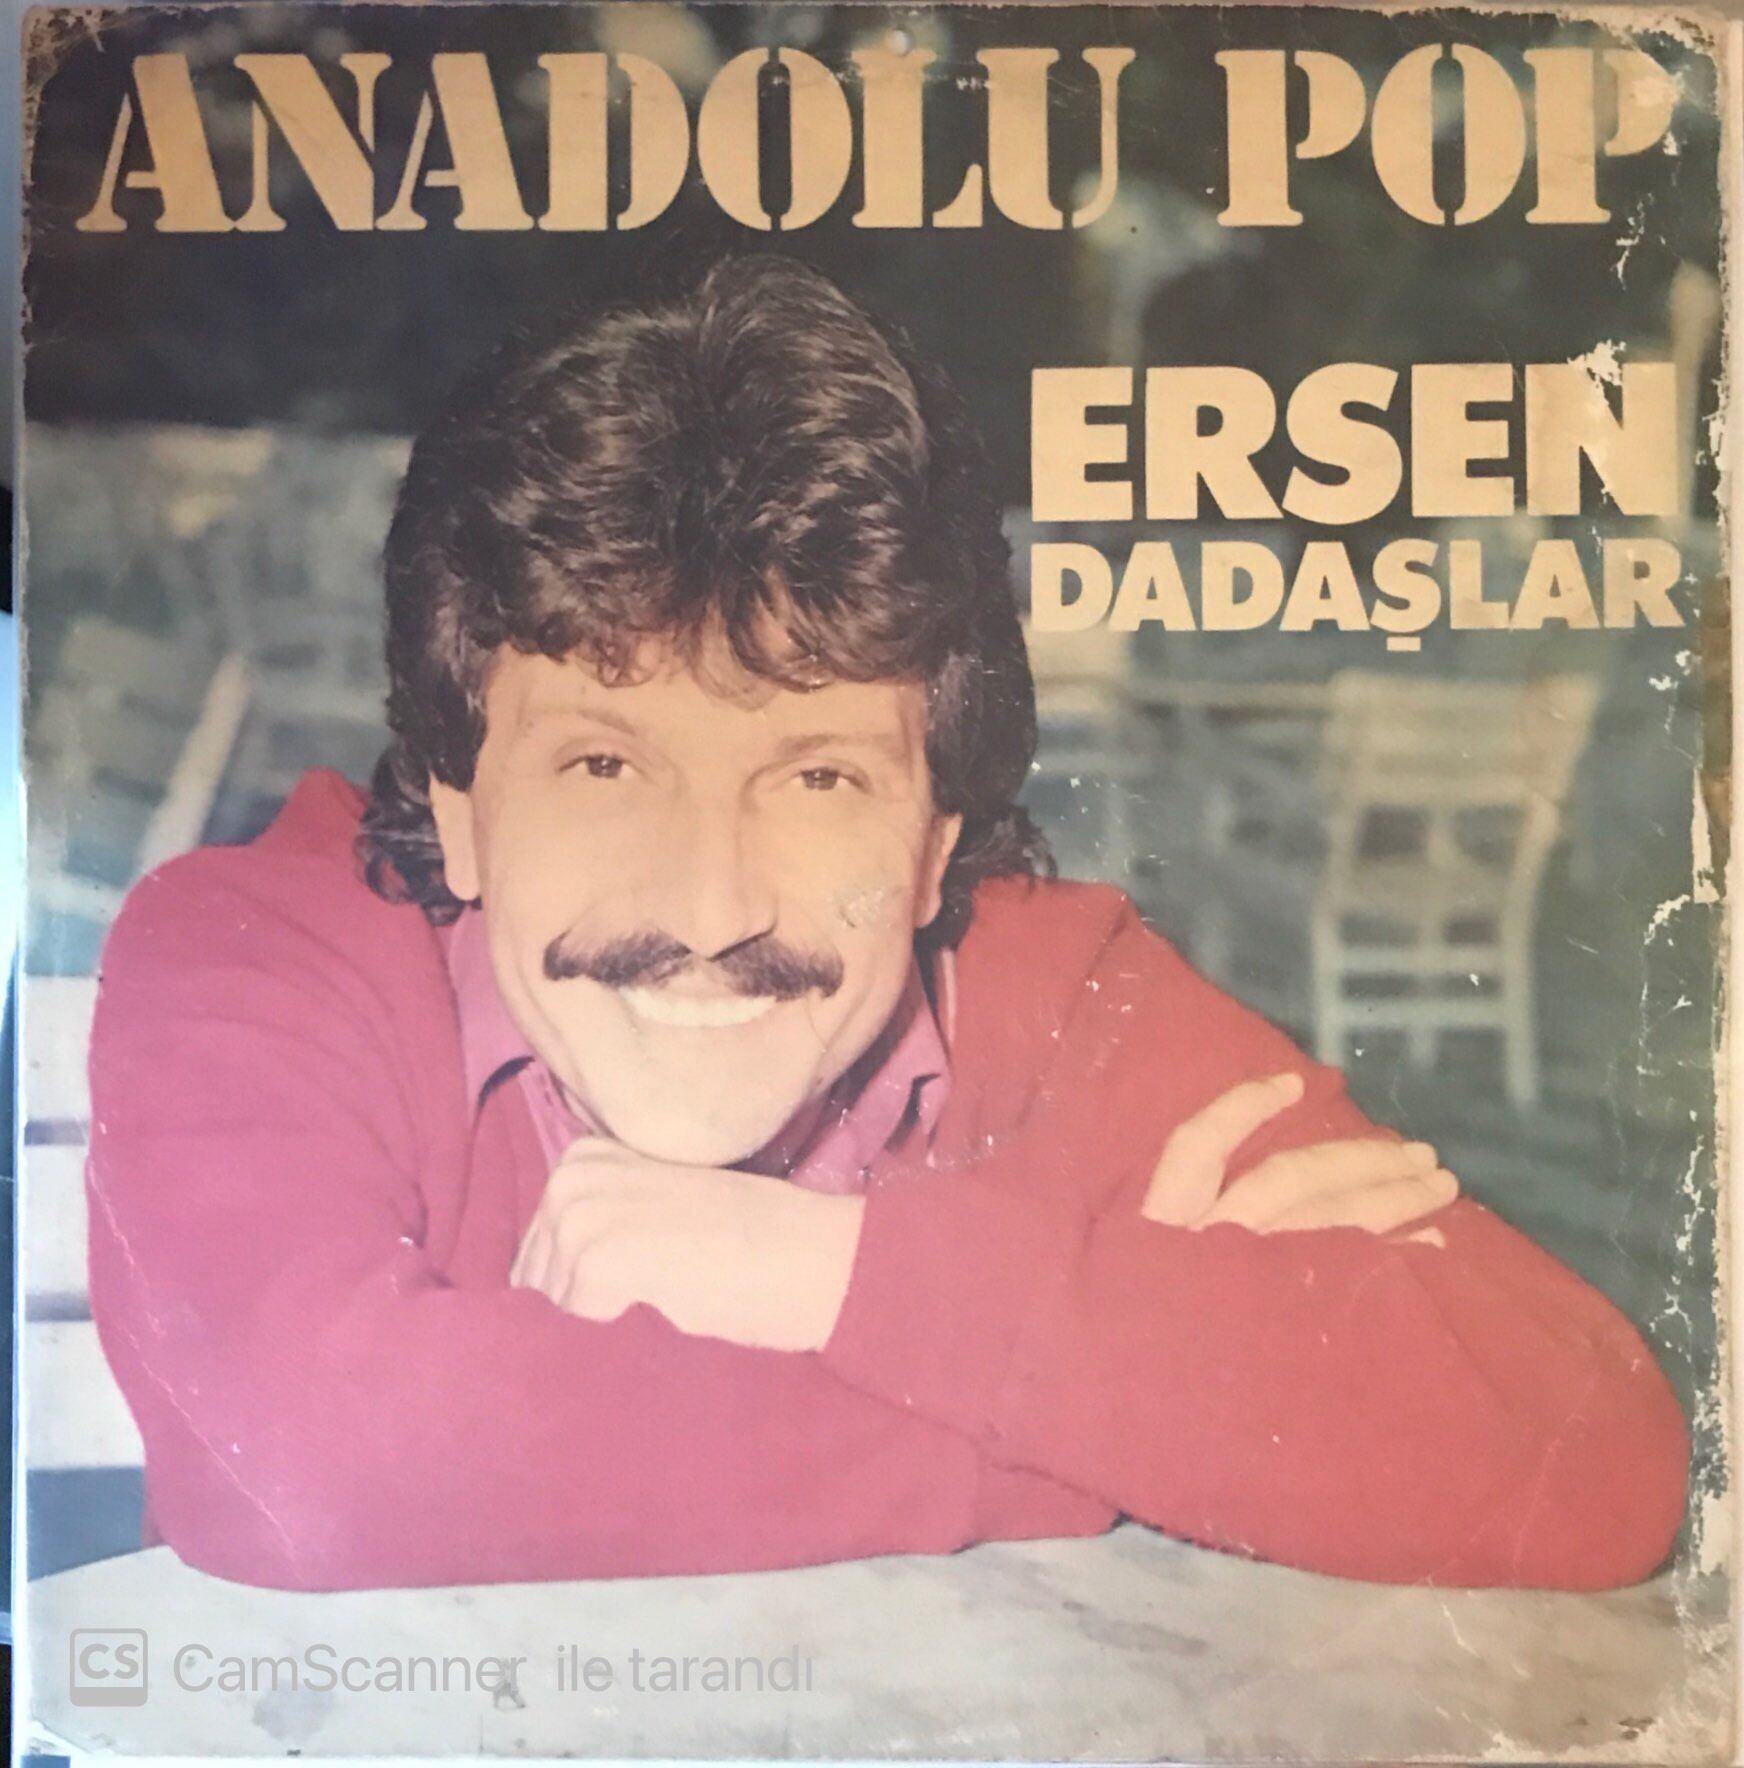 ANADOLU POP
ERSEN
DADAŞLAR
CS CamScanner ile tarandı